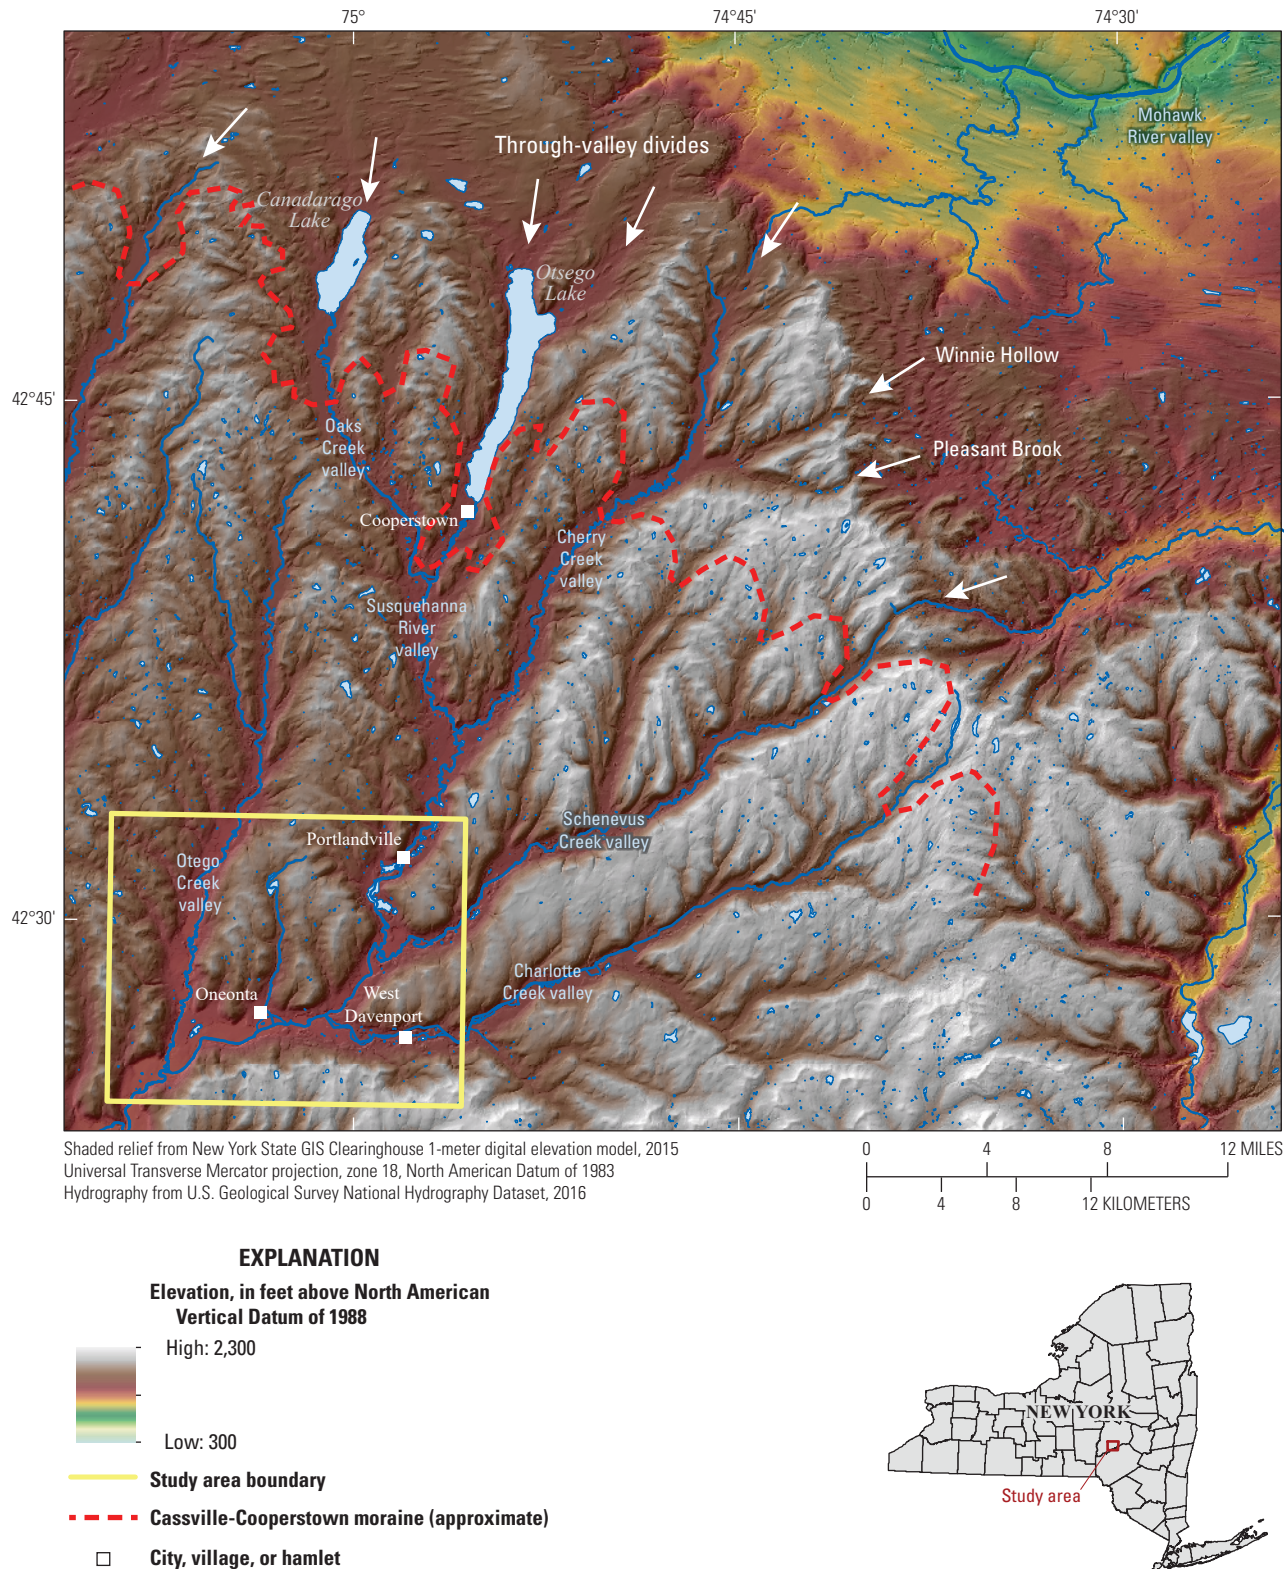 75°
74°45'
74°30'
Mohawk
River valley
Through-valley divides
Canadarago
Lake
Otsego
Lake
Winnie Hollow
42°45'
Oaks
Creek
valley
Pleasant Brook
Cooperstown
Cherry
Creek
valley
Susquehanna
River
valley
Schenevus
Creek valley
Portlandville
Otego
Creek
valley
42°30'
Charlotte
Creek valley
Oneonta
West
Davenport
Shaded relief from New York State GIS Clearinghouse 1-meter digital elevation model, 2015
Universal Transverse Mercator projection, zone 18, North American Datum of 1983
Hydrography from U.S. Geological Survey National Hydrography Dataset, 2016
0 4 8 12 MILES
0 4 8 12 KILOMETERS
EXPLANATION
Elevation, in feet above North American
Vertical Datum of 1988
High: 2,300
Low: 300
Study area boundary
Cassville-Cooperstown moraine (approximate)
City, village, or hamlet
NEW YORK
Study area